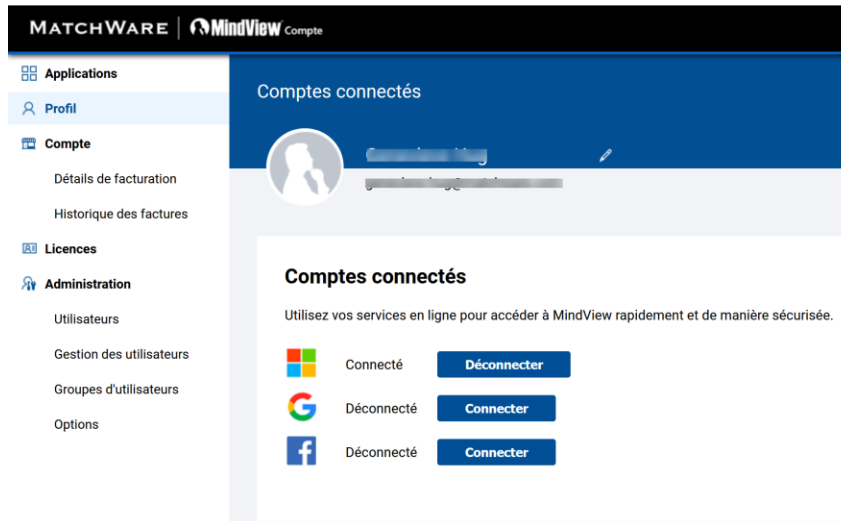 MATCHWARE | MindView Compte
Applications
Profil
Compte
Détails de facturation
Historique des factures
Licences
Administration
Utilisateurs
Gestion des utilisateurs
Groupes d'utilisateurs
Options
Comptes connectés
Comptes connectés
Utilisez vos services en ligne pour accéder à MindView rapidement et de manière sécurisée.
Connecté Déconnecter
Déconnecté Connecter
Déconnecté Connecter